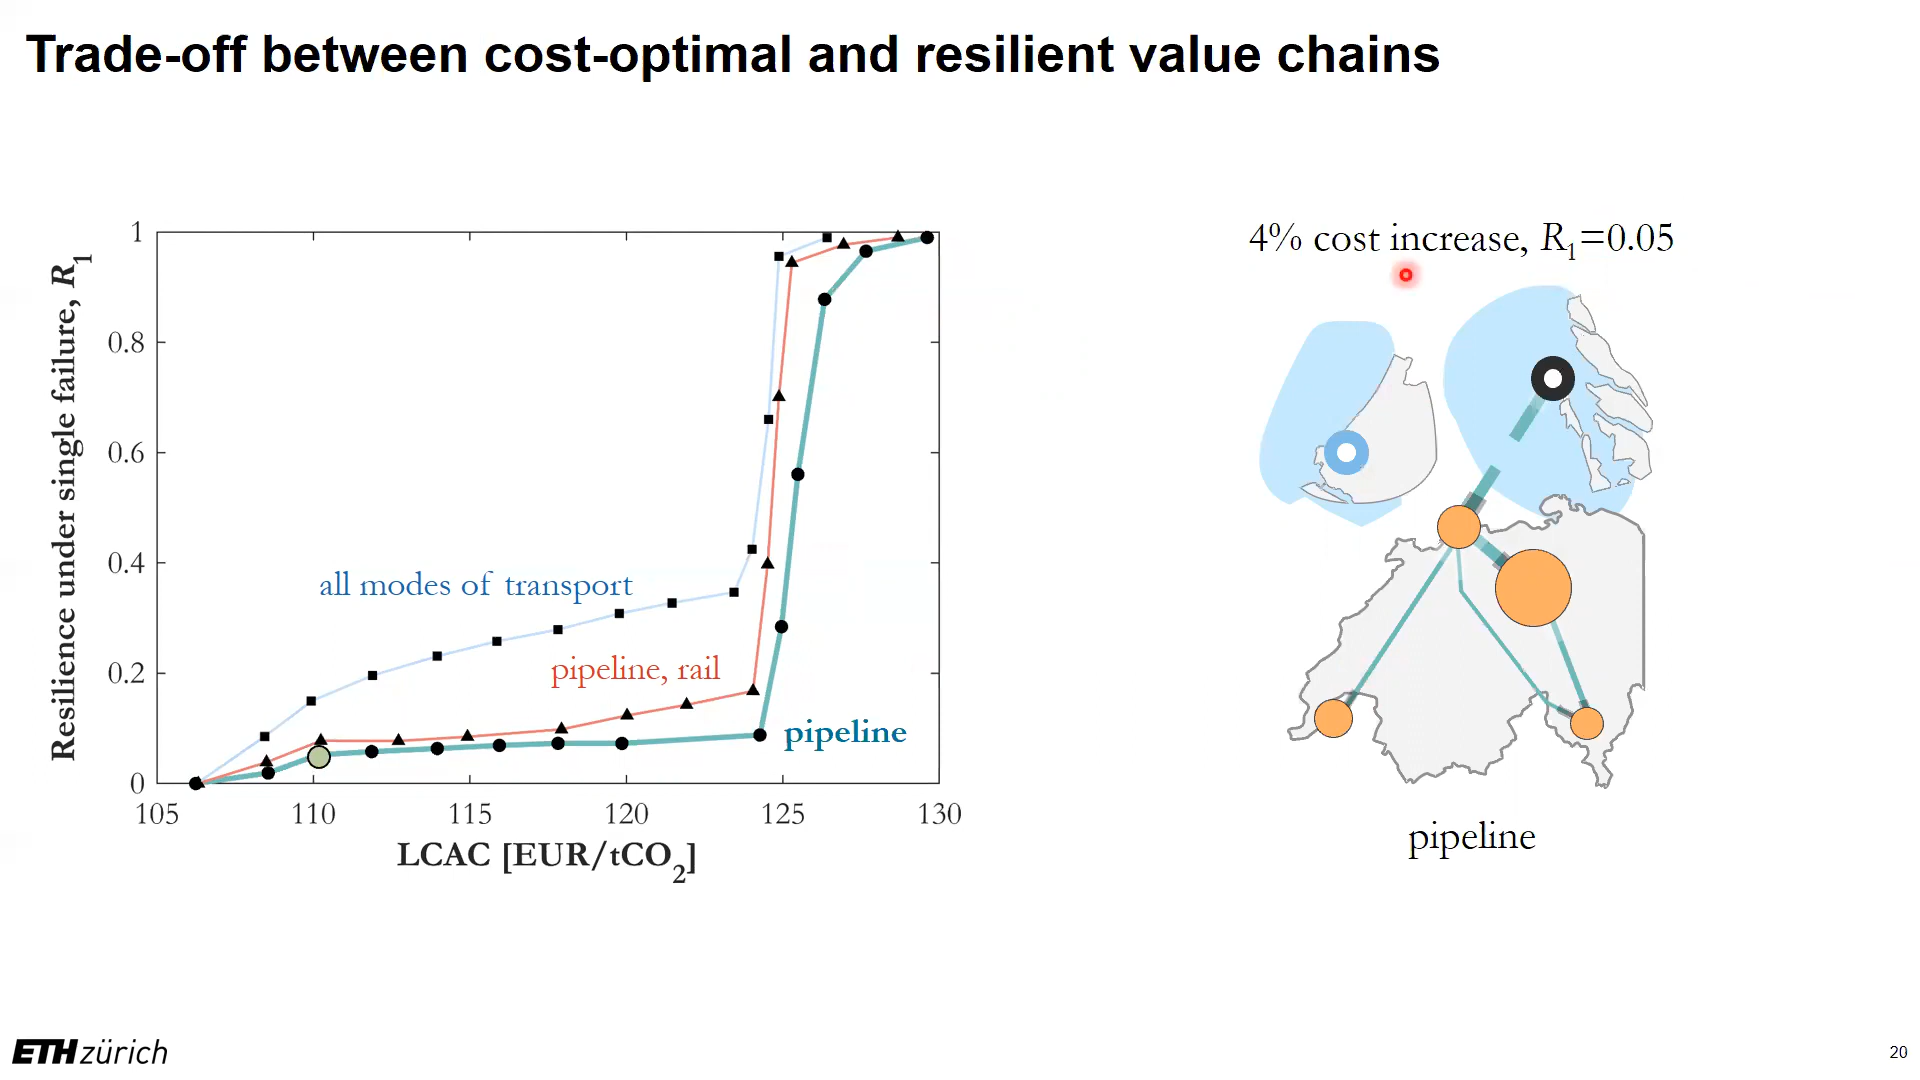 Trade-off between cost-optimal and resilient value chains
Resilience under single failure, R1
1
0.8
0.6
0.4
0.2
0
all modes of transport
pipeline, rail
pipeline
105 110 115 120 125 130
LCAC [EUR/tCO2]
4% cost increase, R1=0.05
pipeline
ETH zürich
20